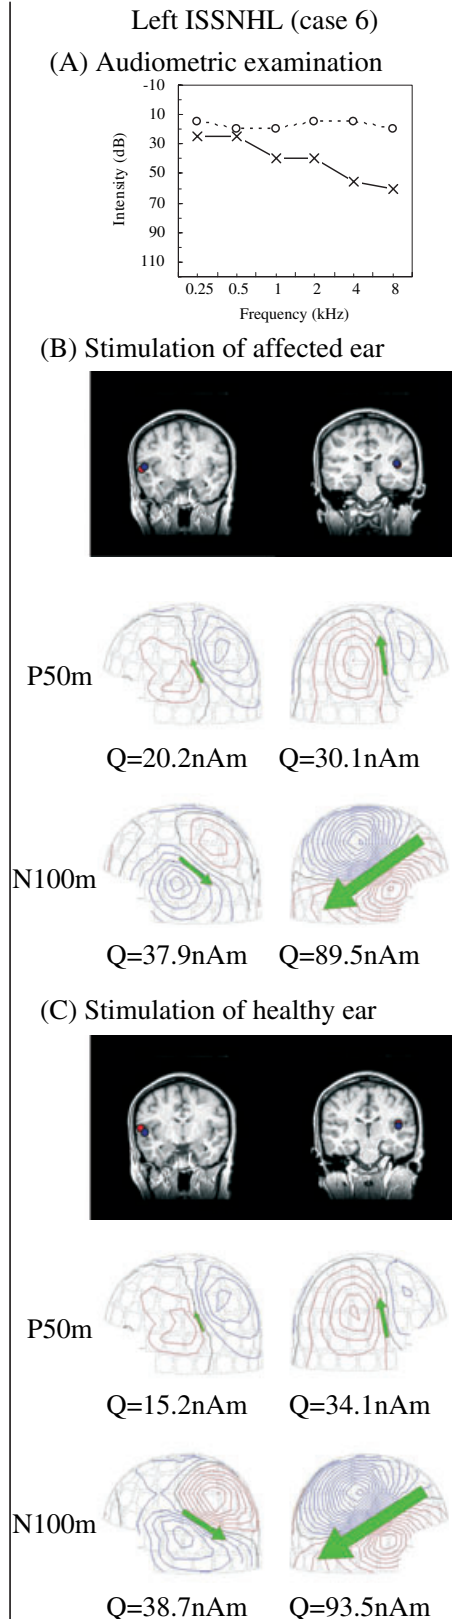 Left ISSNHL (case 6)
(A) Audiometric examination
-10
10
30
50
70
90
110
Intensity (dB)
0.25 0.5 1 2 4 8
Frequency (kHz)
(B) Stimulation of affected ear
P50m
Q=20.2nAm Q=30.1nAm
N100m
Q=37.9nAm Q=89.5nAm
(C) Stimulation of healthy ear
P50m
Q=15.2nAm Q=34.1nAm
N100m
Q=38.7nAm Q=93.5nAm